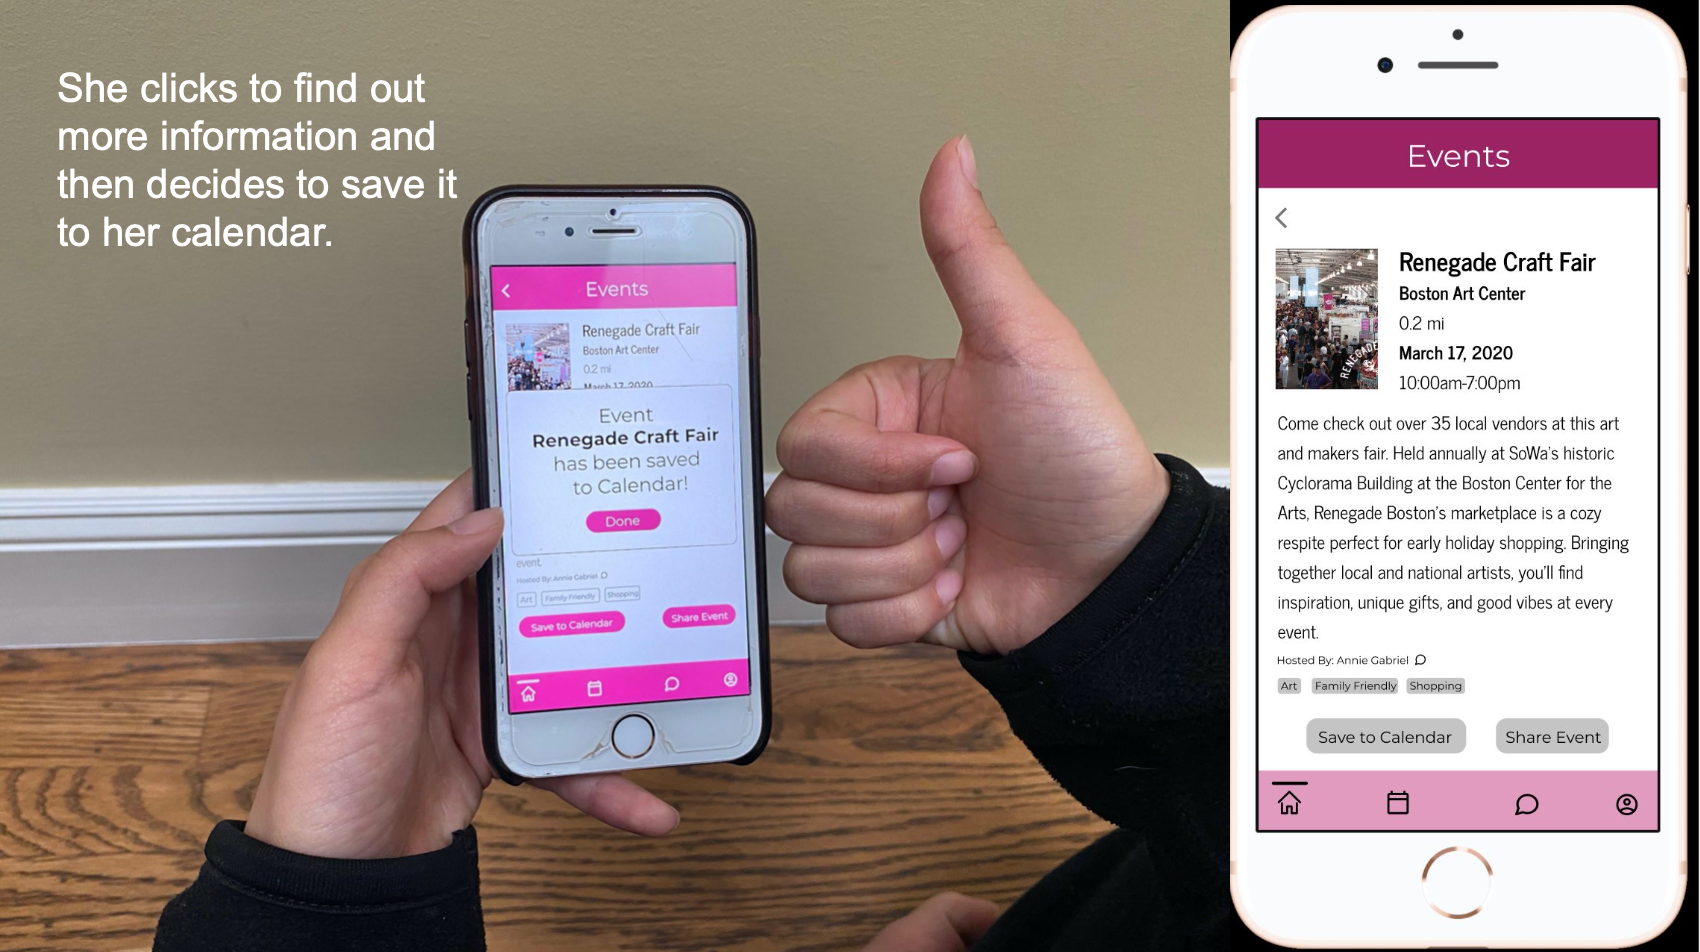 She clicks to find out
more information and
then decides to save it
to her calendar.
Events
Renegade Craft Fair
Boston Art Center
0.2 mi
March 17, 2020
Event
Renegade Craft Fair
has been saved
to Calendar!
Done
event.
Hosted By: Annie Gabriel
Art Family Friendly Shopping
Save to Calendar Share Event
Events
Renegade Craft Fair
Boston Art Center
0.2 mi
March 17, 2020
10:00am-7:00pm
RENEGADE
Come check out over 35 local vendors at this art
and makers fair. Held annually at SoWa's historic
Cyclorama Building at the Boston Center for the
Arts, Renegade Boston's marketplace is a cozy
respite perfect for early holiday shopping. Bringing
together local and national artists, you'll find
inspiration, unique gifts, and good vibes at every
event.
Hosted By: Annie Gabriel
Art Family Friendly Shopping
Save to Calendar Share Event